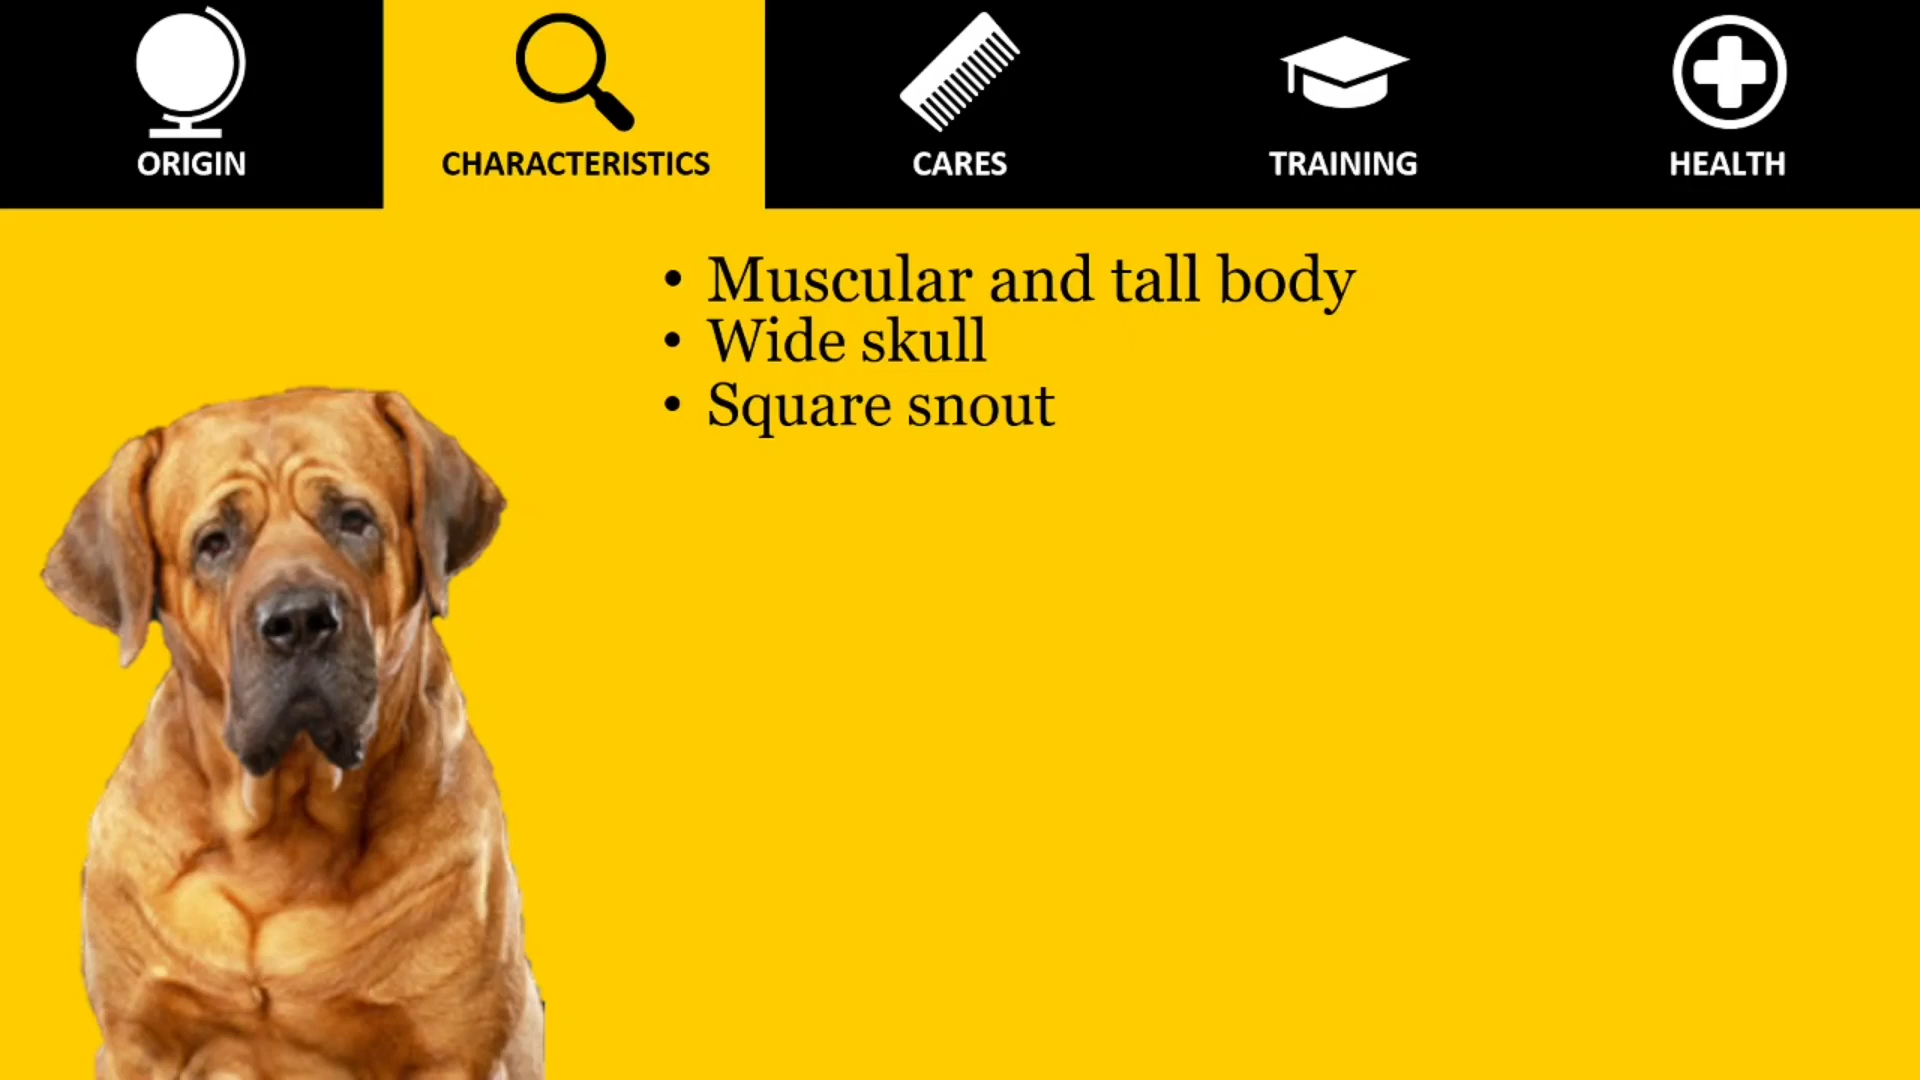 ORIGIN
CHARACTERISTICS
CARES
TRAINING
HEALTH
• Muscular and tall body
• Wide skull
• Square snout